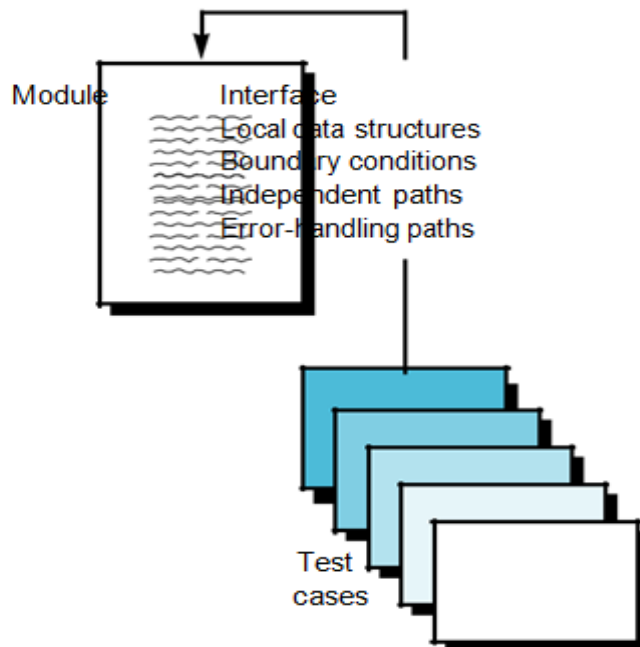 Module
Interface
Local data structures
Boundary conditions
Independent paths
Error-handling paths
Test
cases